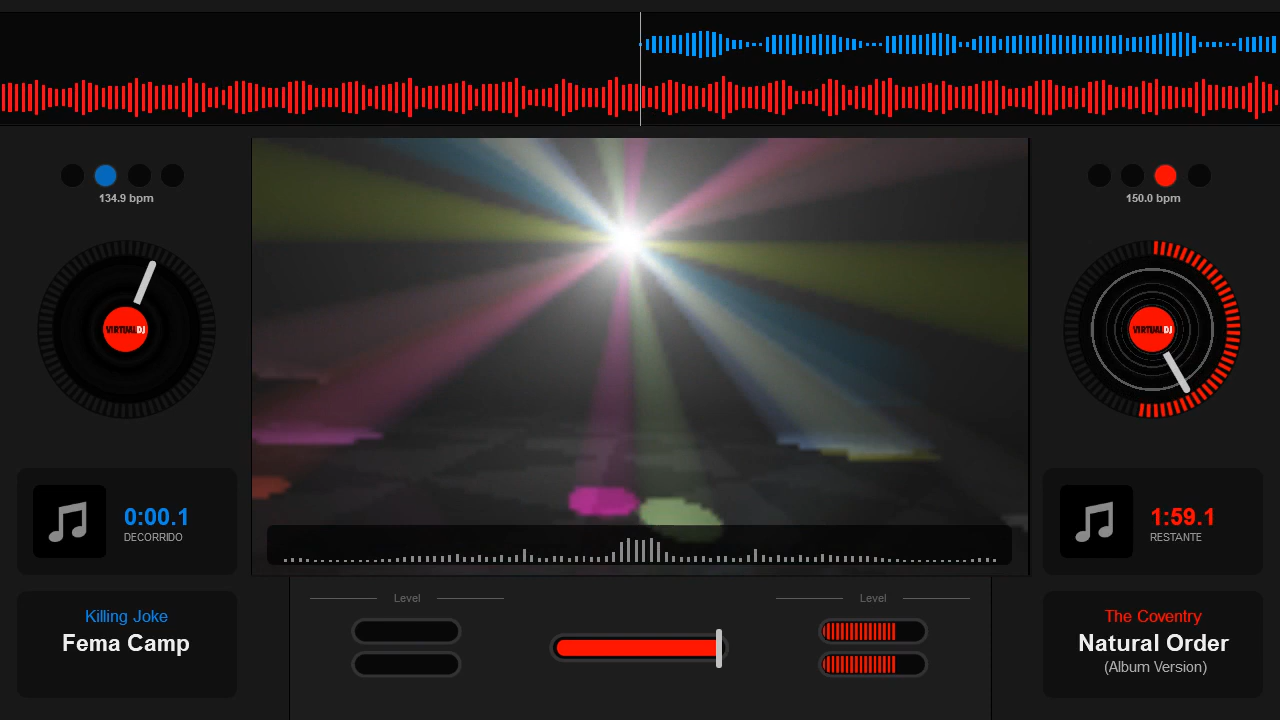 134.9 bpm
150.0 bpm
VIRTUALDJ
VIRTUALDJ
0:00.1
DECORRIDO
1:59.1
RESTANTE
Killing Joke
Fema Camp
Level
Level
The Coventry
Natural Order
(Album Version)